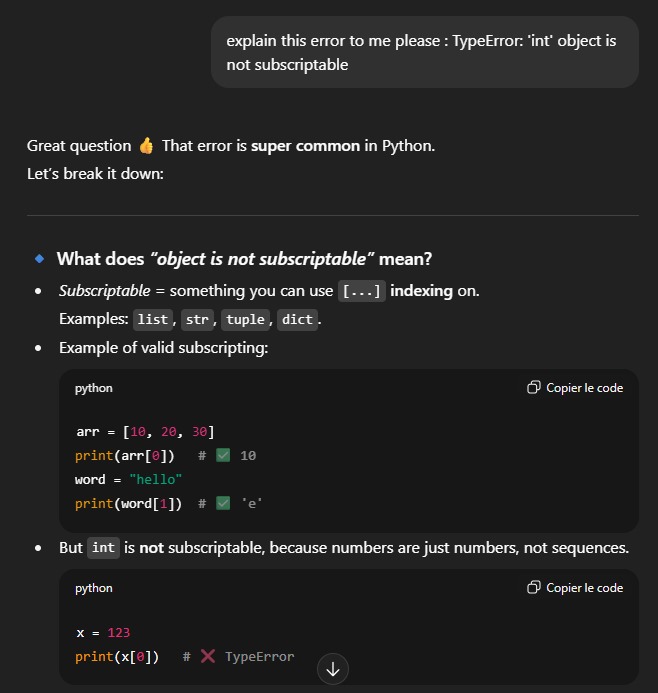 explain this error to me please : TypeError: 'int' object is
not subscriptable
Great question 👍 That error is super common in Python.
Let's break it down:
🔹 What does "object is not subscriptable" mean?
• Subscriptable = something you can use [...] indexing on.
Examples: list, str, tuple, dict.
• Example of valid subscripting:
python Copier le code
arr = [10, 20, 30]
print(arr[0]) # ✅ 10
word = "hello"
print(word[1]) # ✅ 'e'
• But int is not subscriptable, because numbers are just numbers, not sequences.
python Copier le code
x = 123
print(x[0]) # ❌ TypeError